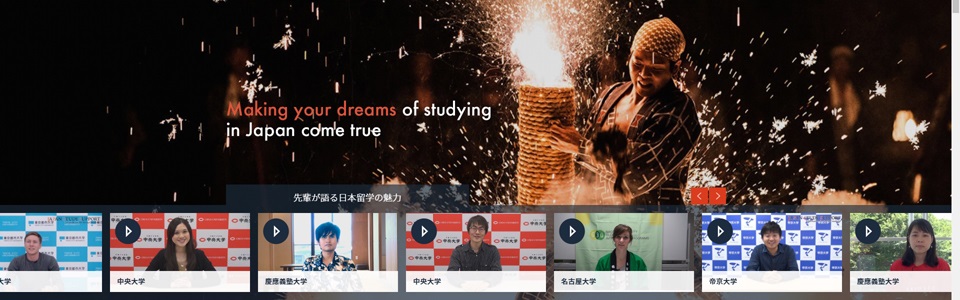 Making your dreams of studying
in Japan come true
先輩が語る日本留学の魅力
大学
中央大学
慶應義塾大学
中央大学
名古屋大学
帝京大学
慶應義塾大学